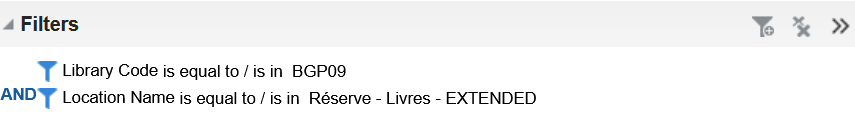 Filters
Library Code is equal to / is in BGP09
AND Location Name is equal to / is in Réserve - Livres - EXTENDED